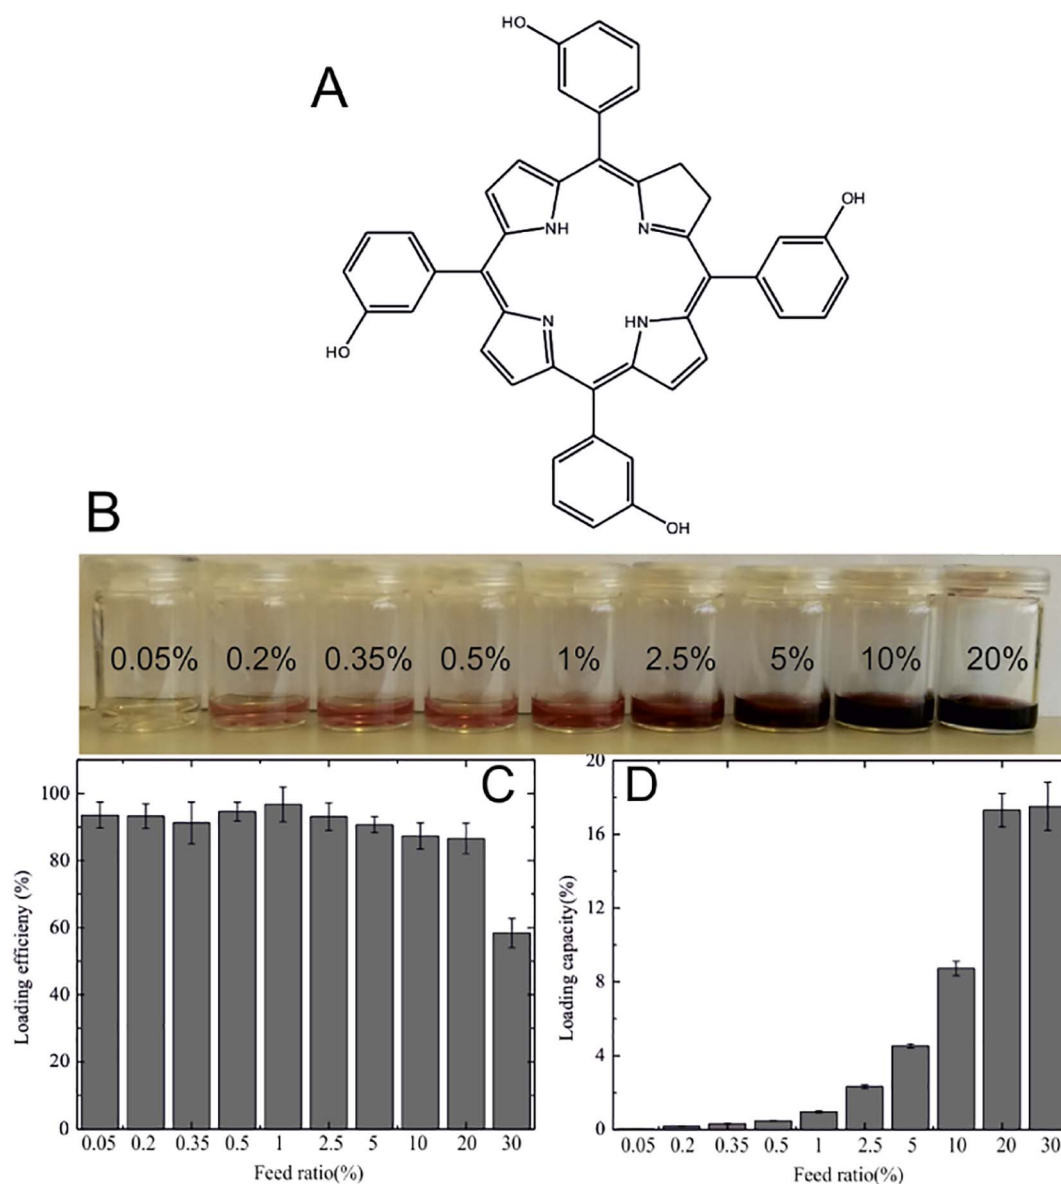 A
HO
OH
NH
N
N
HN
HO
OH
B
0.05% 0.2% 0.35% 0.5% 1% 2.5% 5% 10% 20%
C
Loading efficieny (%)
100
80
60
40
20
0
0.05 0.2 0.35 0.5 1 2.5 5 10 20 30
Feed ratio(%)
D
Loading capacity(%)
20
16
12
8
4
0
0.05 0.2 0.35 0.5 1 2.5 5 10 20 30
Feed ratio(%)